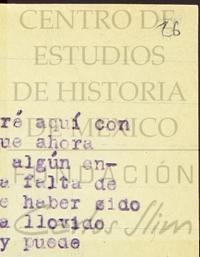 CENTRO DE
26
ESTUDIOS
DE HISTORIA
DE MÉXICO
ré aquí con
ue ahora
algún en-
FUNDACIÓN
a falta de
e haber sido
Carlos Slim
a llovido
y puede